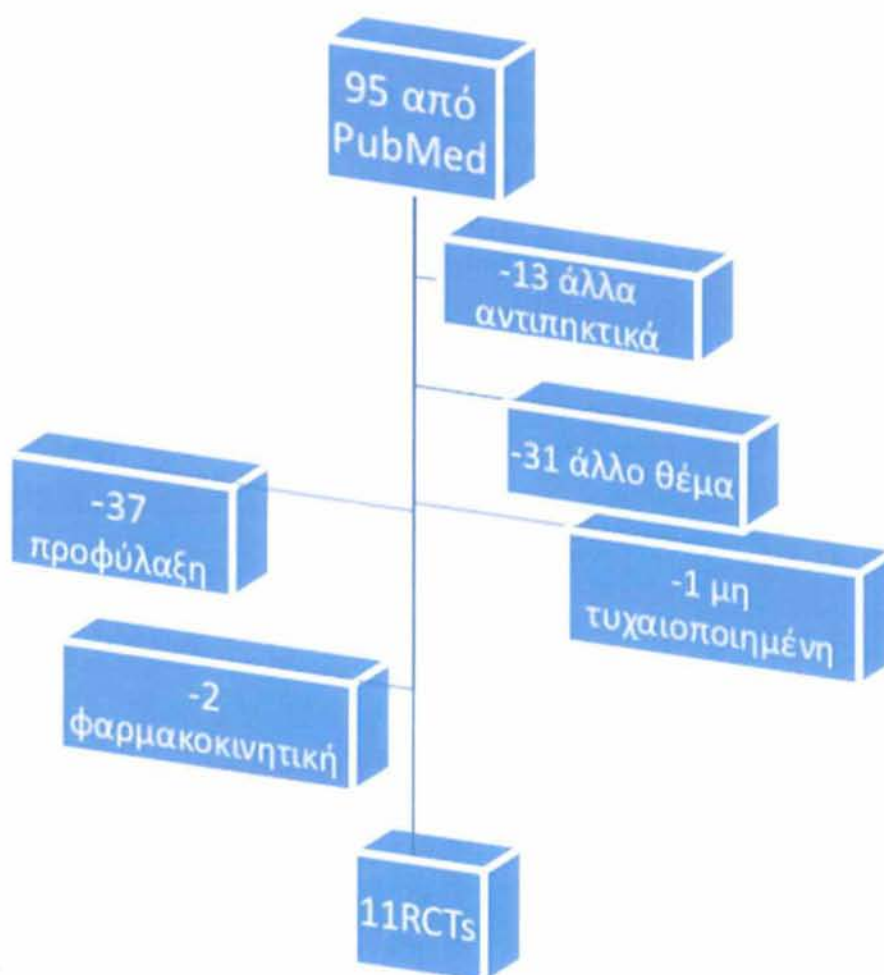 95 από
PubMed
-13 άλλα
αντιπηκτικά
-31 άλλο θέμα
-37
προφύλαξη
-1 μη
τυχαιοποιημένη
-2
φαρμακοκινητική
11RCTs